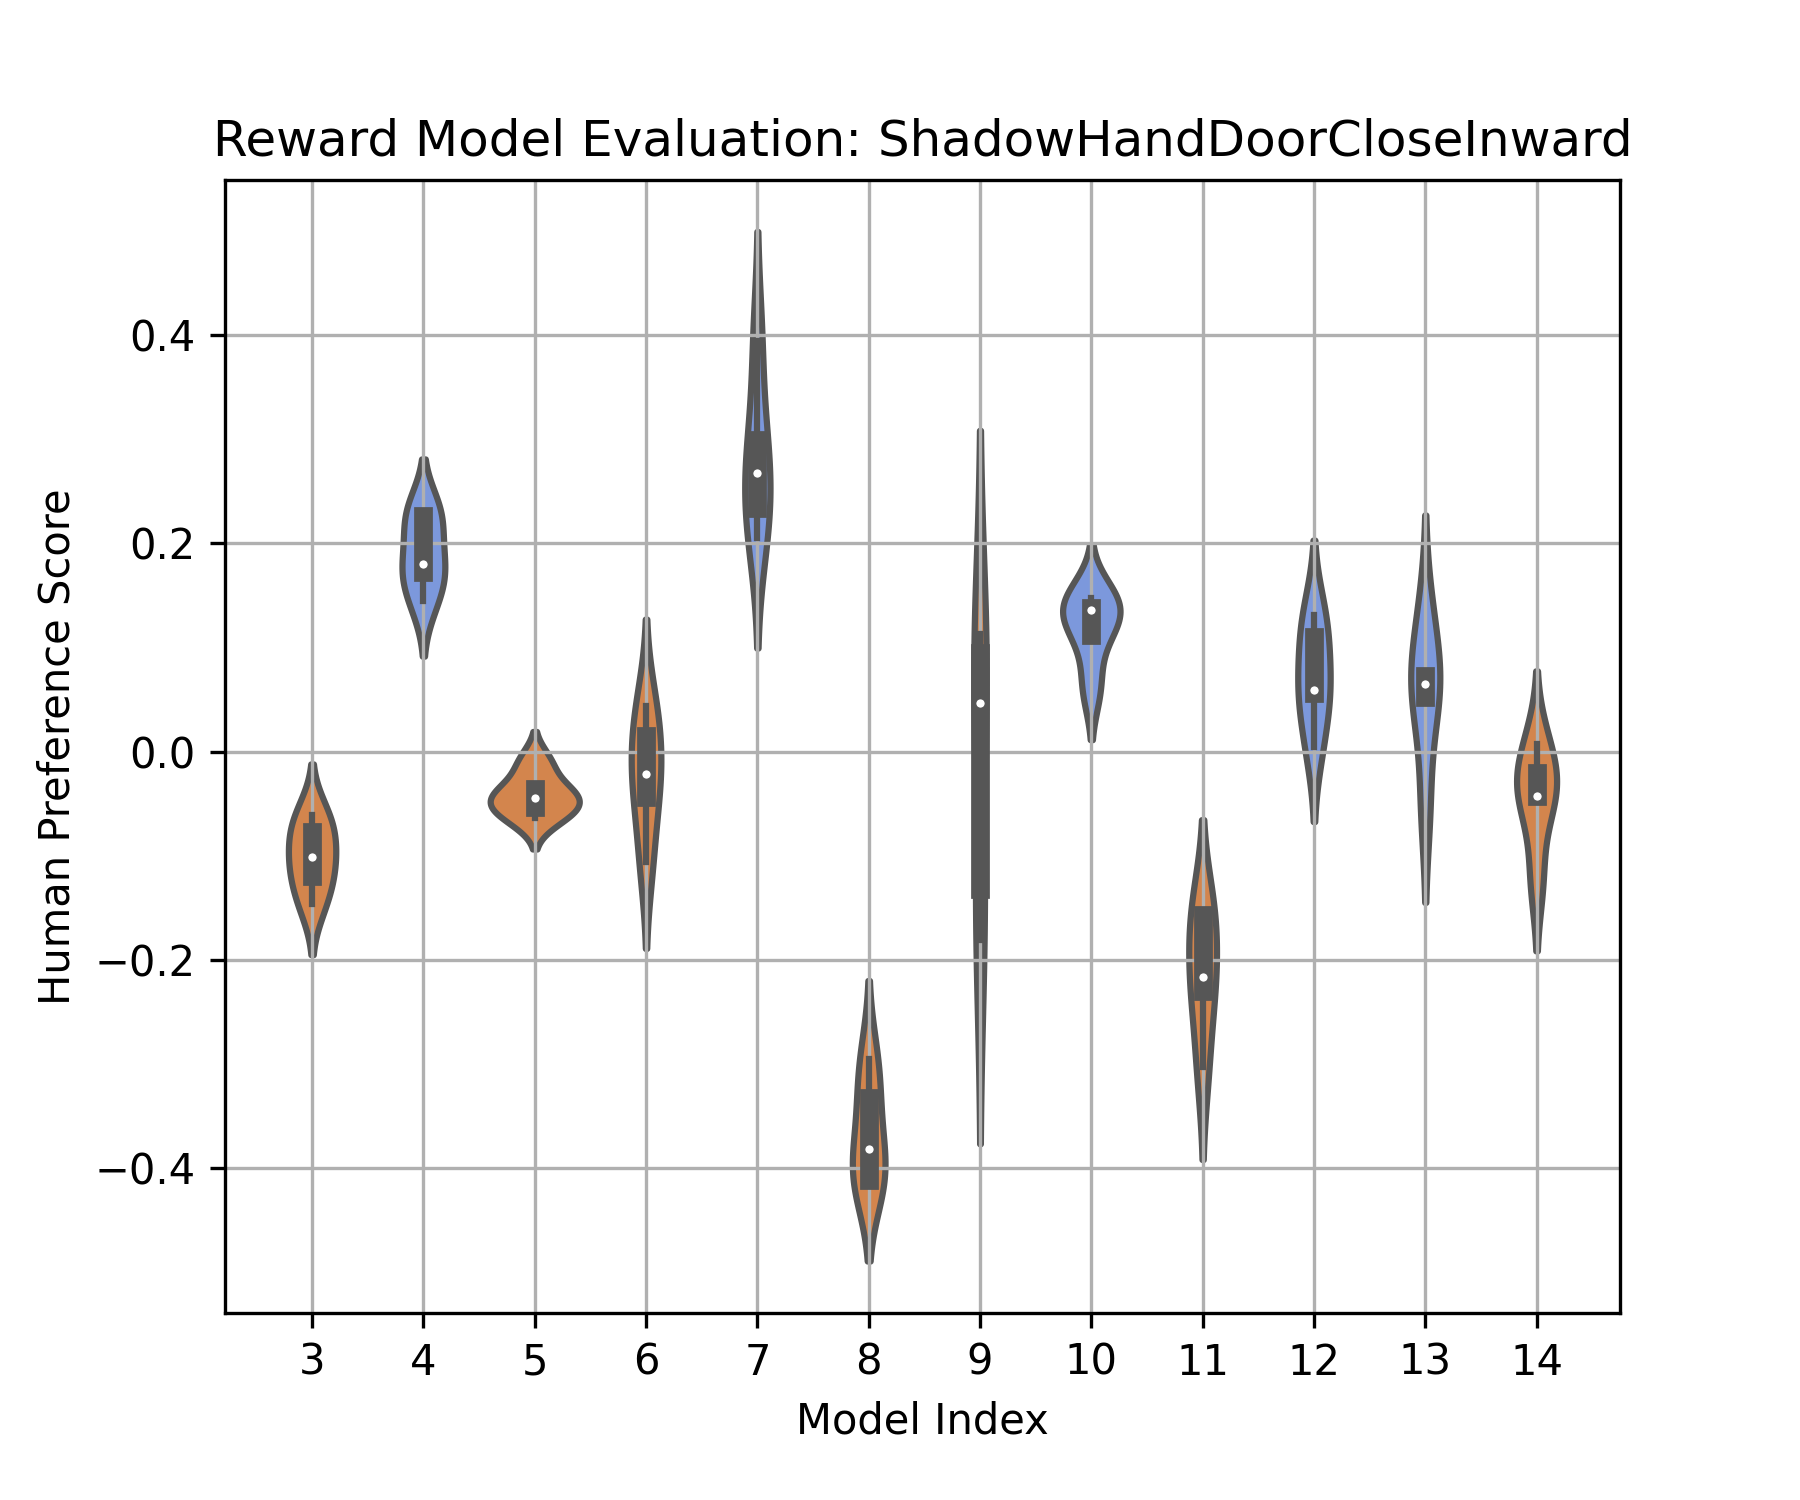 Reward Model Evaluation: ShadowHandDoorCloseInward
Human Preference Score
0.4
0.2
0.0
−0.2
−0.4
3 4 5 6 7 8 9 10 11 12 13 14
Model Index